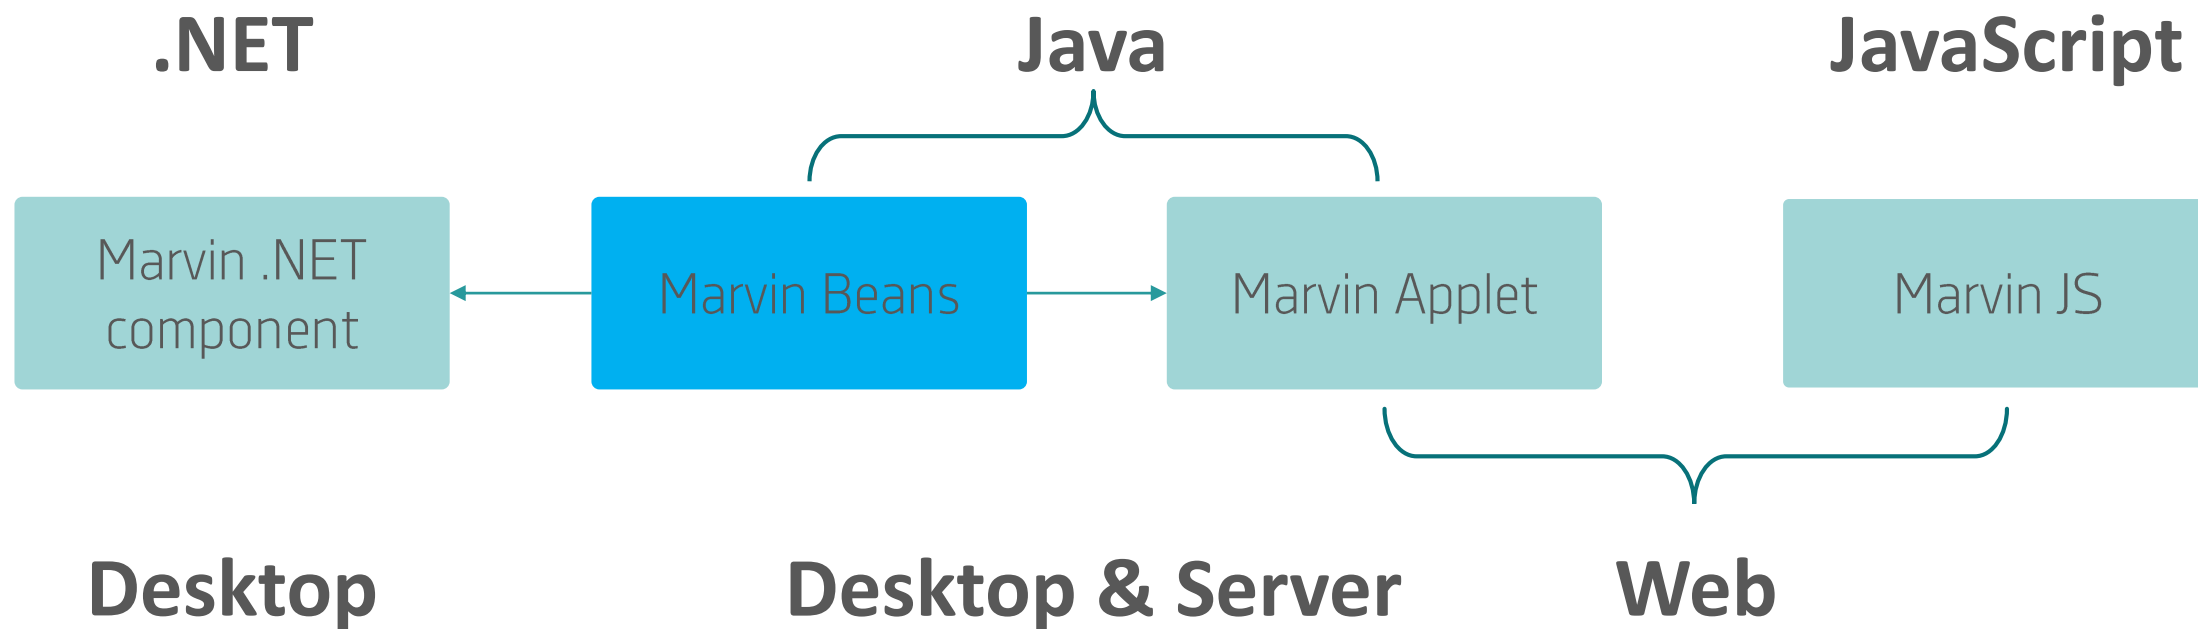 .NET
Java
JavaScript
Marvin .NET
component
Marvin Beans
Marvin Applet
Marvin JS
Desktop
Desktop & Server
Web